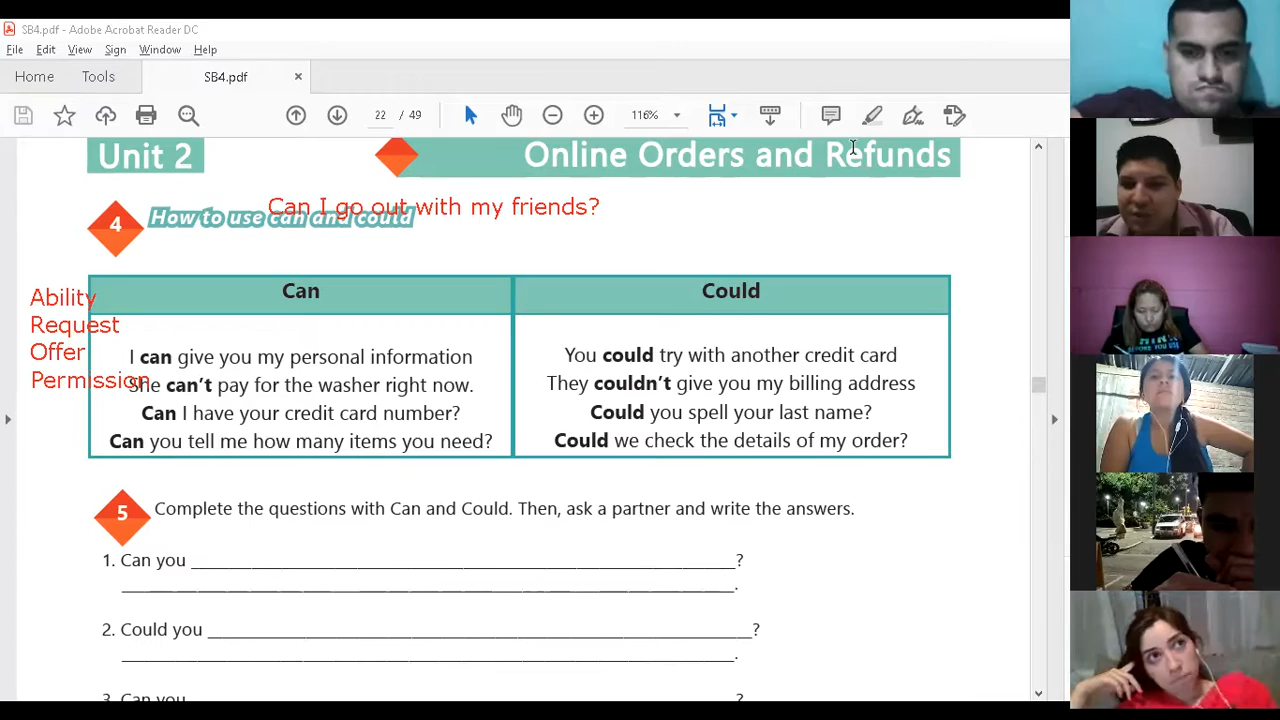 SB4.pdf - Adobe Acrobat Reader DC
File Edit View Sign Window Help
Home Tools SB4.pdf ×
22 / 49 116%
Unit 2 Online Orders and Refunds
Can I go out with my friends?
4 How to use can and could
Ability
Request
Offer
Permission
Can Could
I can give you my personal information
She can't pay for the washer right now.
Can I have your credit card number?
Can you tell me how many items you need?
You could try with another credit card
They couldn't give you my billing address
Could you spell your last name?
Could we check the details of my order?
5 Complete the questions with Can and Could. Then, ask a partner and write the answers.
1. Can you ?
.
2. Could you ?
.
3. Can you ?
BEFORE YOU USE